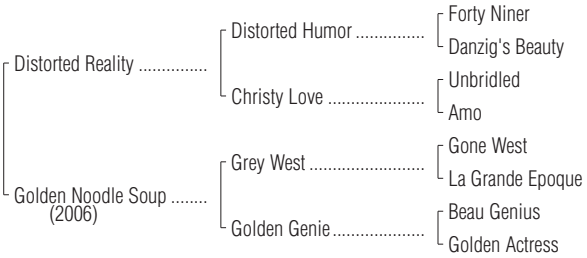 Forty Niner
Distorted Humor ...............
Danzig's Beauty
Distorted Reality ...............
Unbridled
Christy Love .....................
Amo
Gone West
Grey West .........................
La Grande Epoque
Golden Noodle Soup ........
(2006)
Beau Genius
Golden Genie....................
Golden Actress